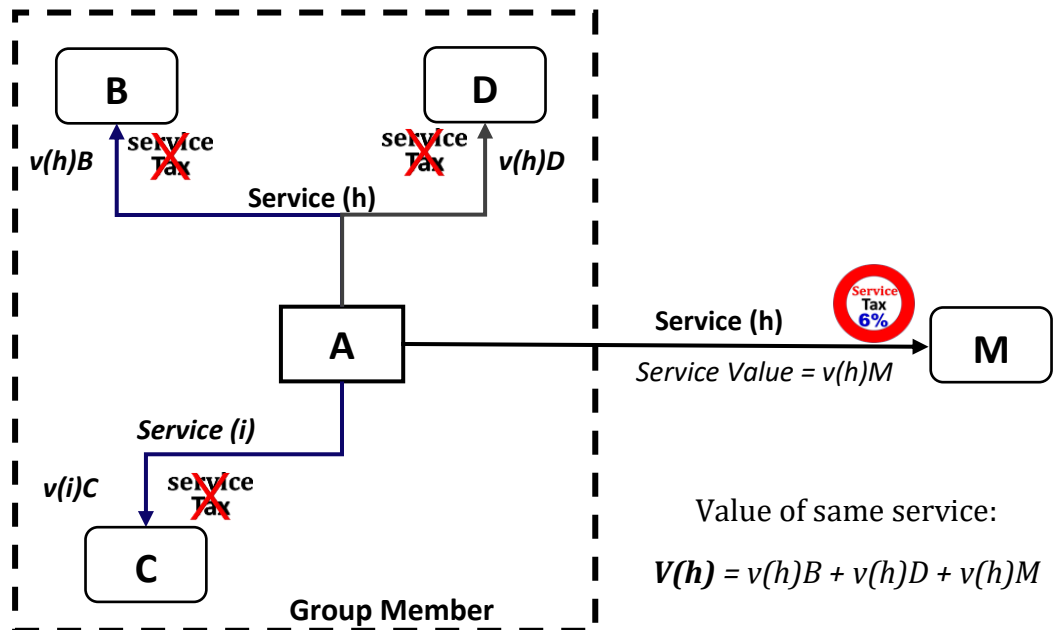 B
D
v(h)B
service
Tax
service
Tax
v(h)D
Service (h)
A
Service
Tax
6%
Service (h)
Service Value = v(h)M
M
Service (i)
v(i)C
service
Tax
C
Value of same service:
V(h) = v(h)B + v(h)D + v(h)M
Group Member